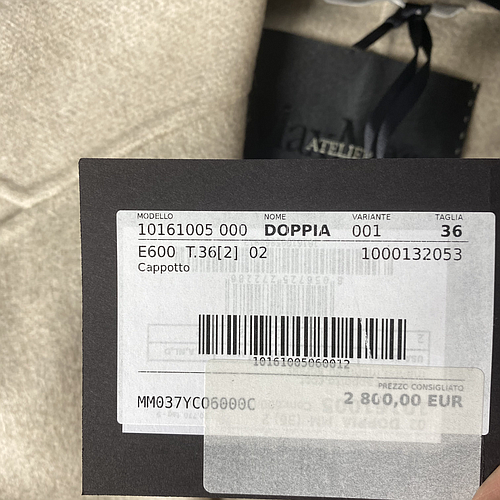 ATELIER
MODELLO NOME VARIANTE TAGLIA
10161005 000 DOPPIA 001 36
E600 T.36[2] 02 1000132053
Cappotto
10161005060012
PREZZO CONSIGLIATO
MM037YC06000C 2 800,00 EUR